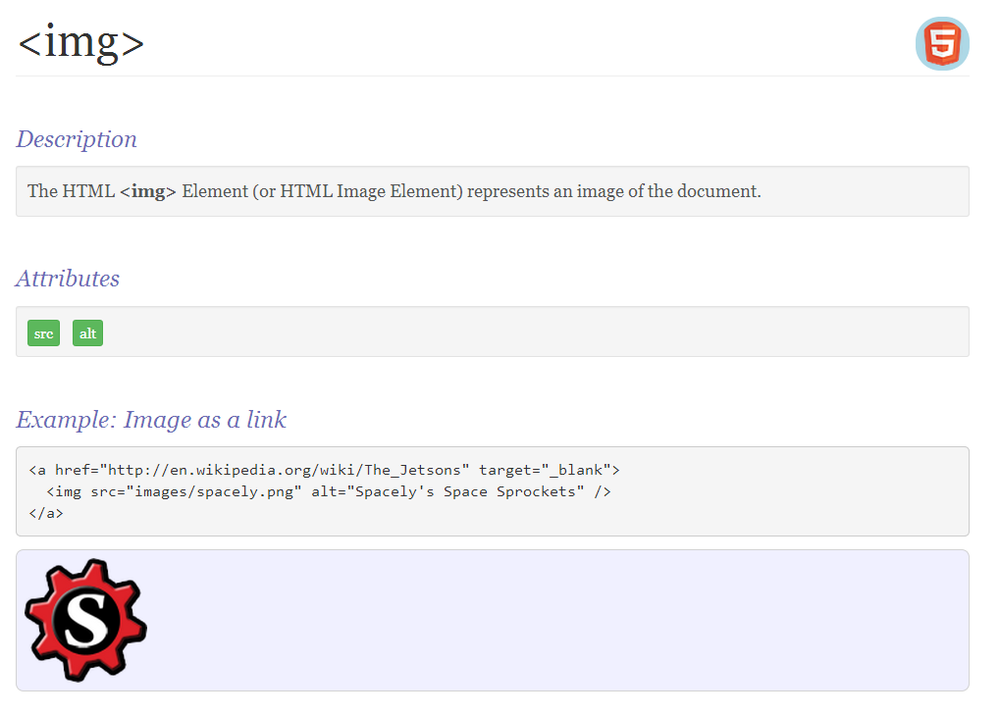 <img>
5
Description
The HTML <img> Element (or HTML Image Element) represents an image of the document.
Attributes
src alt
Example: Image as a link
<a href="http://en.wikipedia.org/wiki/The_Jetsons" target="_blank">
  <img src="images/spacely.png" alt="Spacely's Space Sprockets" />
</a>
S